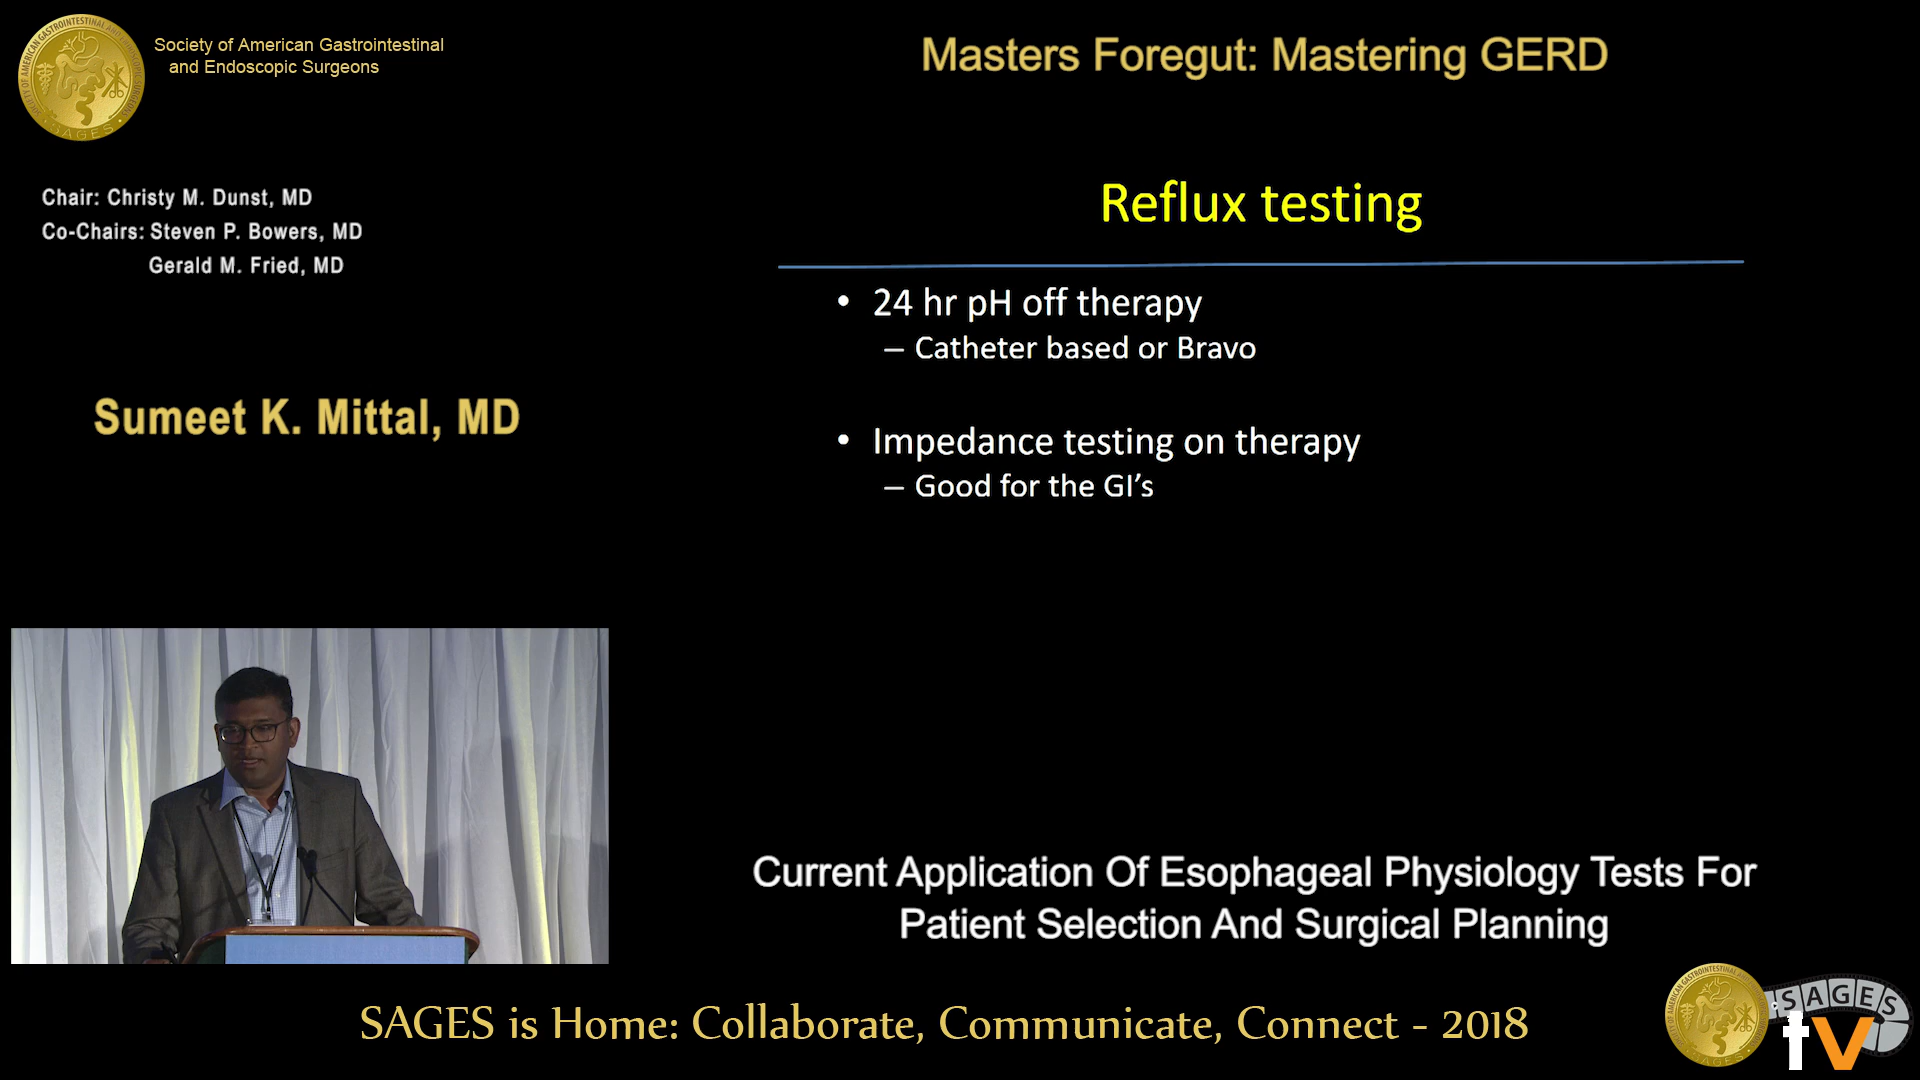 Society of American Gastrointestinal
and Endoscopic Surgeons
Masters Foregut: Mastering GERD
Chair: Christy M. Dunst, MD
Co-Chairs: Steven P. Bowers, MD
Gerald M. Fried, MD
Sumeet K. Mittal, MD
Reflux testing
• 24 hr pH off therapy
– Catheter based or Bravo
• Impedance testing on therapy
– Good for the GI’s
Current Application Of Esophageal Physiology Tests For
Patient Selection And Surgical Planning
SAGES is Home: Collaborate, Communicate, Connect - 2018
SAGES
tv